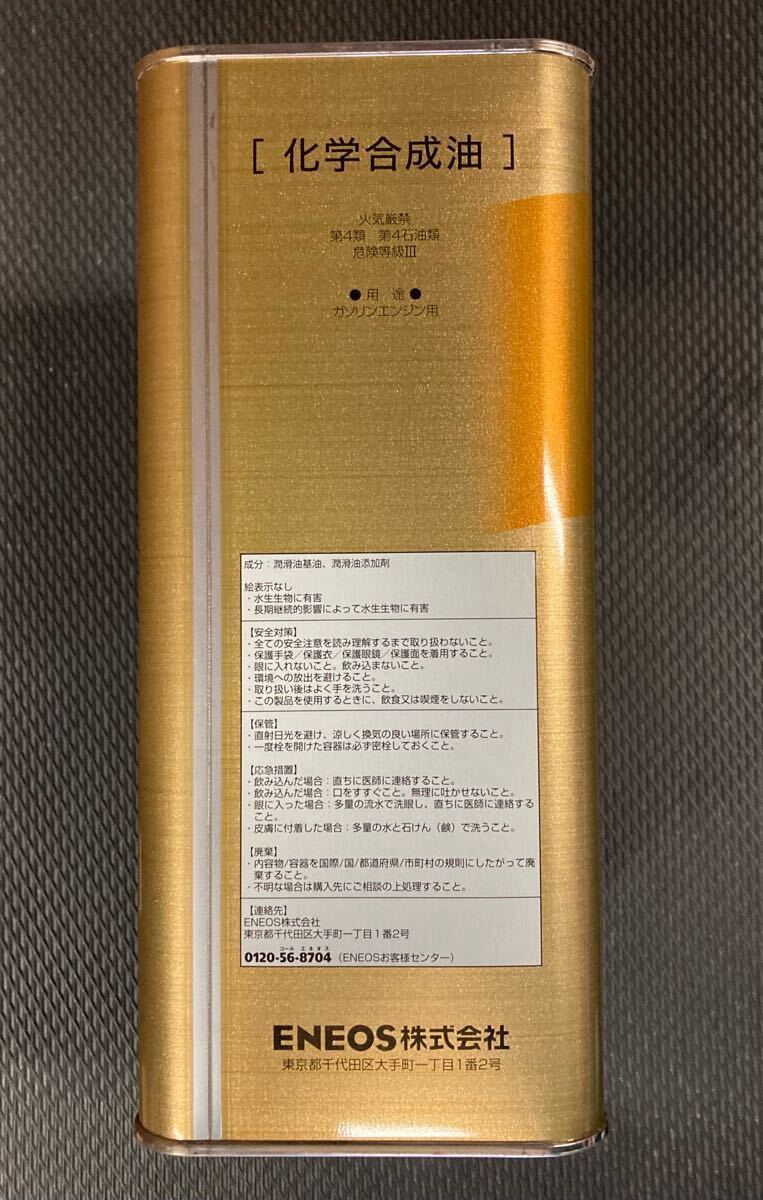 [ 化学合成油 ]
火気厳禁
第4類 第4石油類
危険等級Ⅲ
●用 途●
ガソリンエンジン用
成分：潤滑油基油、潤滑油添加剤
絵表示なし
・水生生物に有害
・長期継続的影響によって水生生物に有害
【安全対策】
・全ての安全注意を読み理解するまで取り扱わないこと。
・保護手袋／保護衣／保護眼鏡／保護面を着用すること。
・眼に入れないこと。飲み込まないこと。
・環境への放出を避けること。
・取り扱い後はよく手を洗うこと。
・この製品を使用するときに、飲食又は喫煙をしないこと。
【保管】
・直射日光を避け、涼しく換気の良い場所に保管すること。
・一度栓を開けた容器は必ず密栓しておくこと。
【応急措置】
・飲み込んだ場合：直ちに医師に連絡すること。
・飲み込んだ場合：口をすすぐこと。無理に吐かせないこと。
・眼に入った場合：多量の流水で洗眼し、直ちに医師に連絡する
こと。
・皮膚に付着した場合：多量の水と石けん（鹸）で洗うこと。
【廃棄】
・内容物/容器を国際/国/都道府県/市町村の規則にしたがって廃
棄すること。
・不明な場合は購入先にご相談の上処理すること。
【連絡先】
ENEOS株式会社
東京都千代田区大手町一丁目1番2号
コール エネオス
0120-56-8704（ENEOSお客様センター）
ENEOS株式会社
東京都千代田区大手町一丁目1番2号